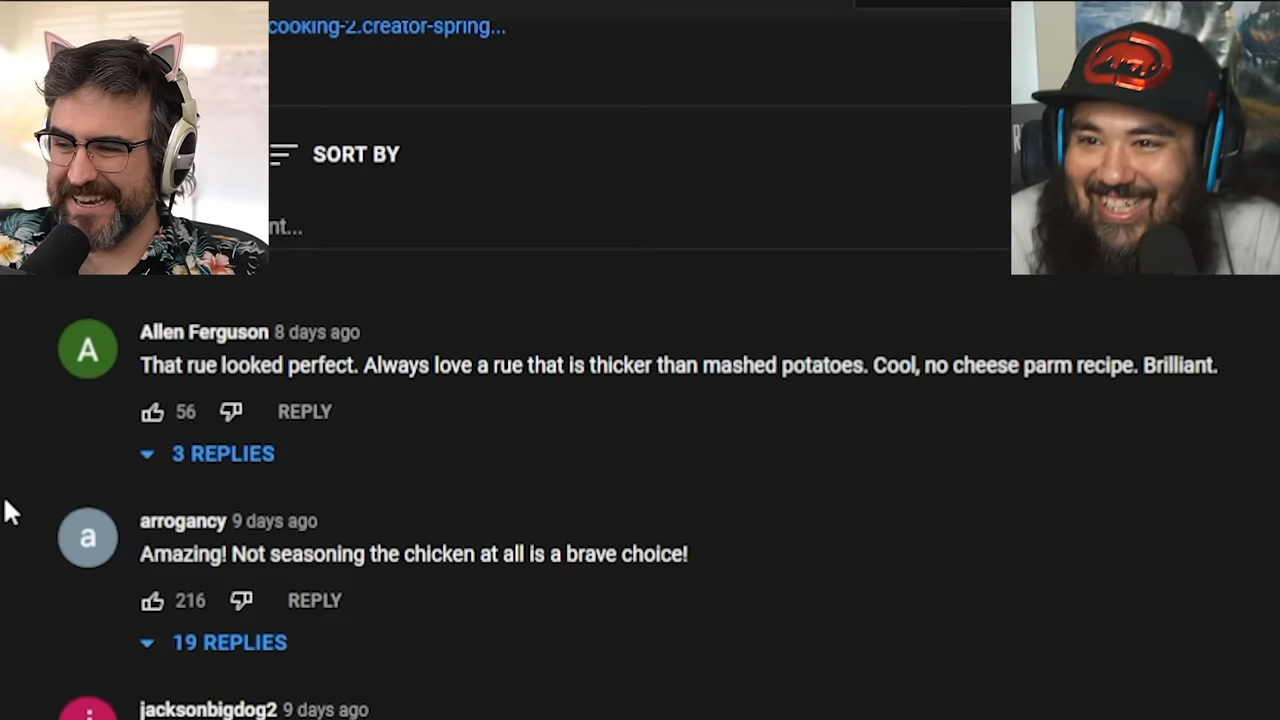 cooking-2.creator-spring...
SORT BY
nt...
Allen Ferguson 8 days ago
That rue looked perfect. Always love a rue that is thicker than mashed potatoes. Cool, no cheese parm recipe. Brilliant.
56 REPLY
3 REPLIES
arrogancy 9 days ago
Amazing! Not seasoning the chicken at all is a brave choice!
216 REPLY
19 REPLIES
jacksonbigdog2 9 days ago
A
a